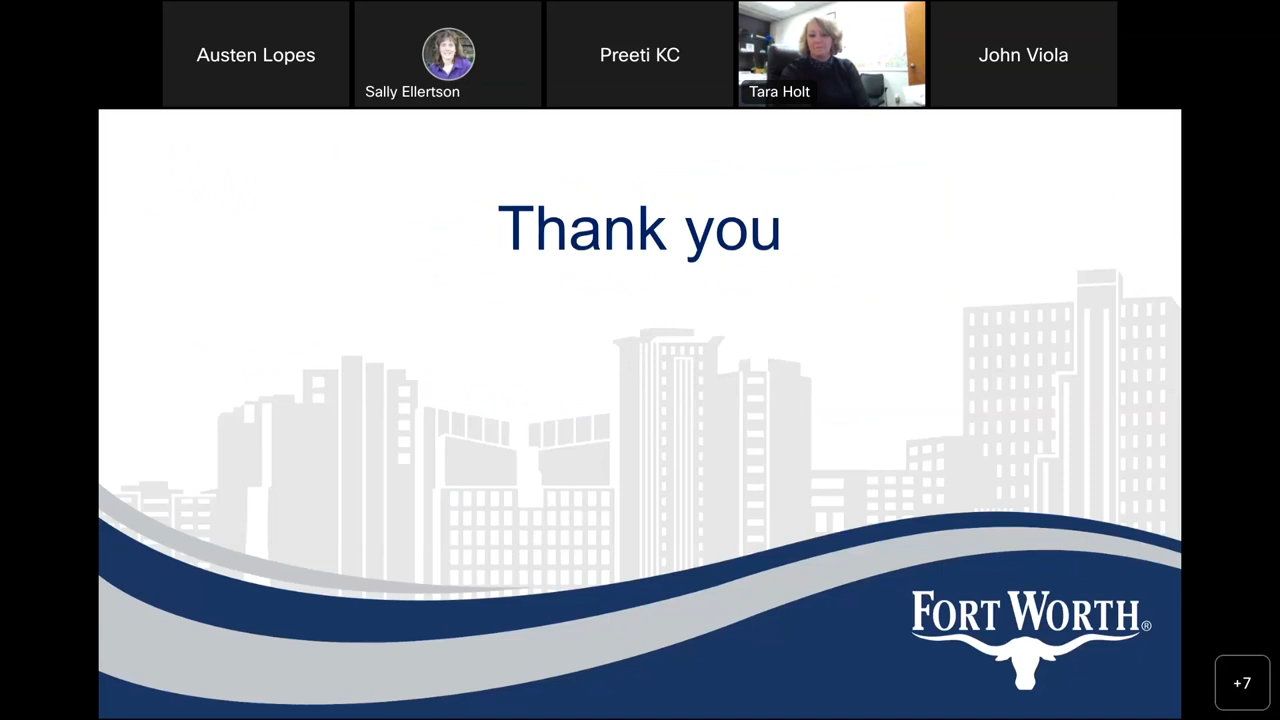 Austen Lopes
Sally Ellertson
Preeti KC
Tara Holt
John Viola
Thank you
FORT WORTH®
+7